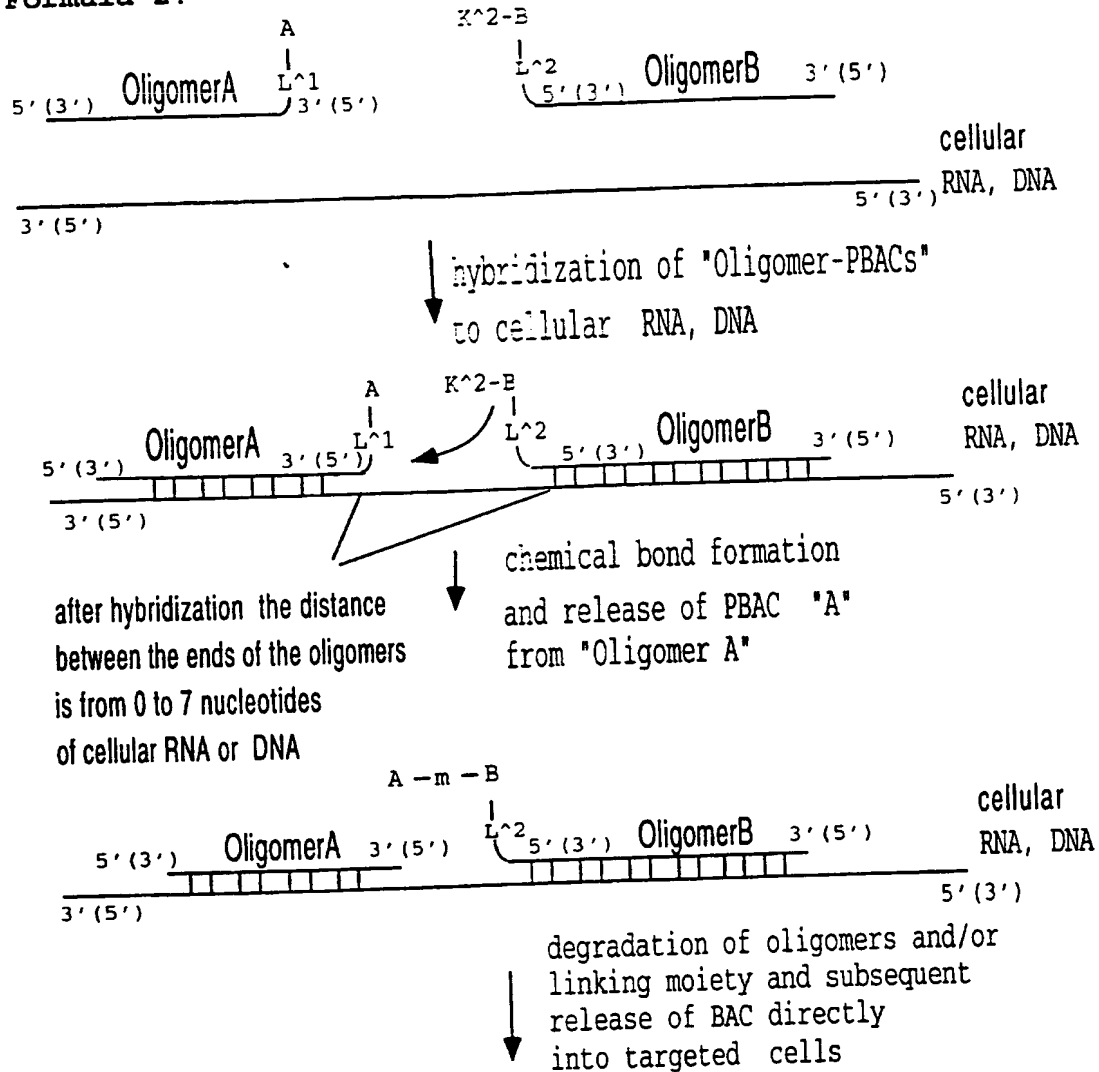 A
K^2-B
L^1
L^2
5'(3') OligomerA 3'(5')
5'(3') OligomerB 3'(5')
cellular
RNA, DNA
3'(5')
5'(3')
hybridization of "Oligomer-PBACs"
to cellular RNA, DNA
A
K^2-B
L^1
L^2
5'(3') OligomerA 3'(5')
5'(3') OligomerB 3'(5')
cellular
RNA, DNA
3'(5')
5'(3')
chemical bond formation
and release of PBAC "A"
from "Oligomer A"
after hybridization the distance
between the ends of the oligomers
is from 0 to 7 nucleotides
of cellular RNA or DNA
A - m - B
L^2
5'(3') OligomerA 3'(5')
5'(3') OligomerB 3'(5')
cellular
RNA, DNA
3'(5')
5'(3')
degradation of oligomers and/or
linking moiety and subsequent
release of BAC directly
into targeted cells